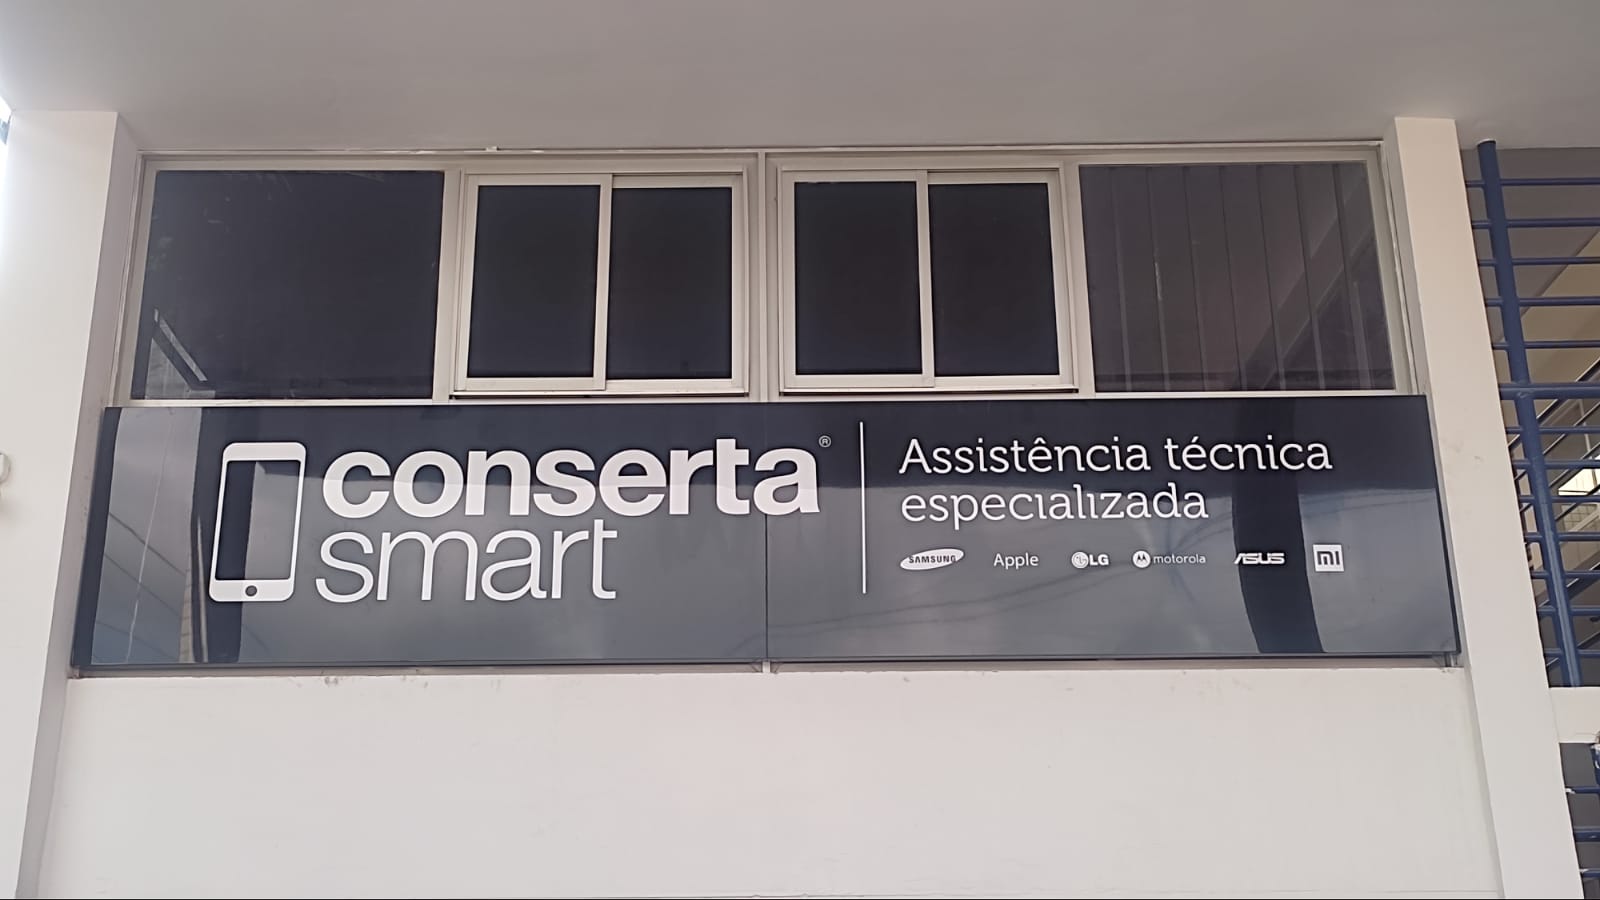 conserta®
smart
Assistência técnica
especializada
SAMSUNG Apple LG motorola ASUS MI